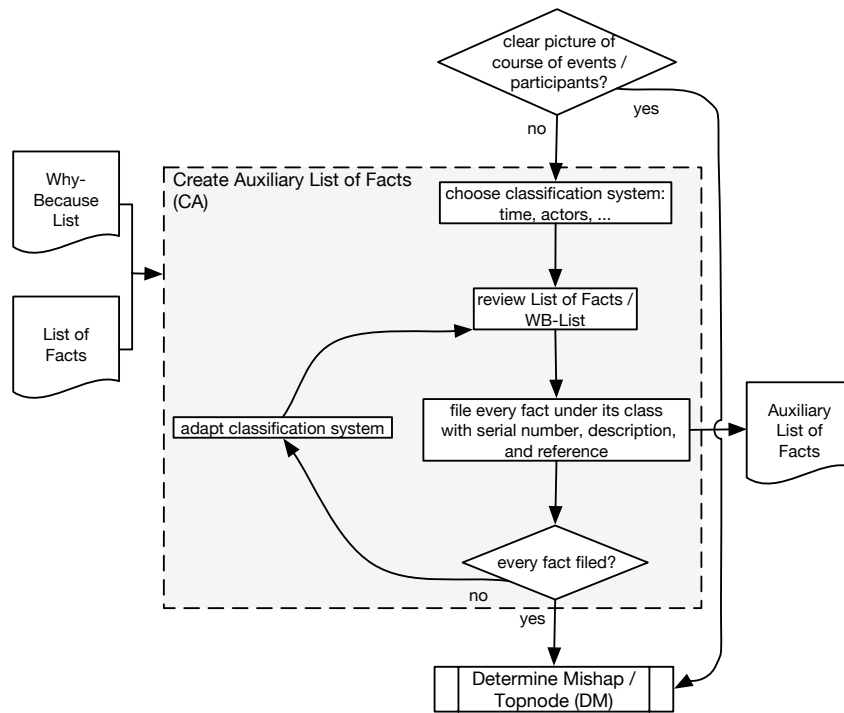 clear picture of
course of events /
participants?
yes
no
Why-
Because
List
Create Auxiliary List of Facts
(CA)
choose classification system:
time, actors, ...
List of
Facts
review List of Facts /
WB-List
adapt classification system
file every fact under its class
with serial number, description,
and reference
Auxiliary
List of
Facts
every fact filed?
no
yes
Determine Mishap /
Topnode (DM)